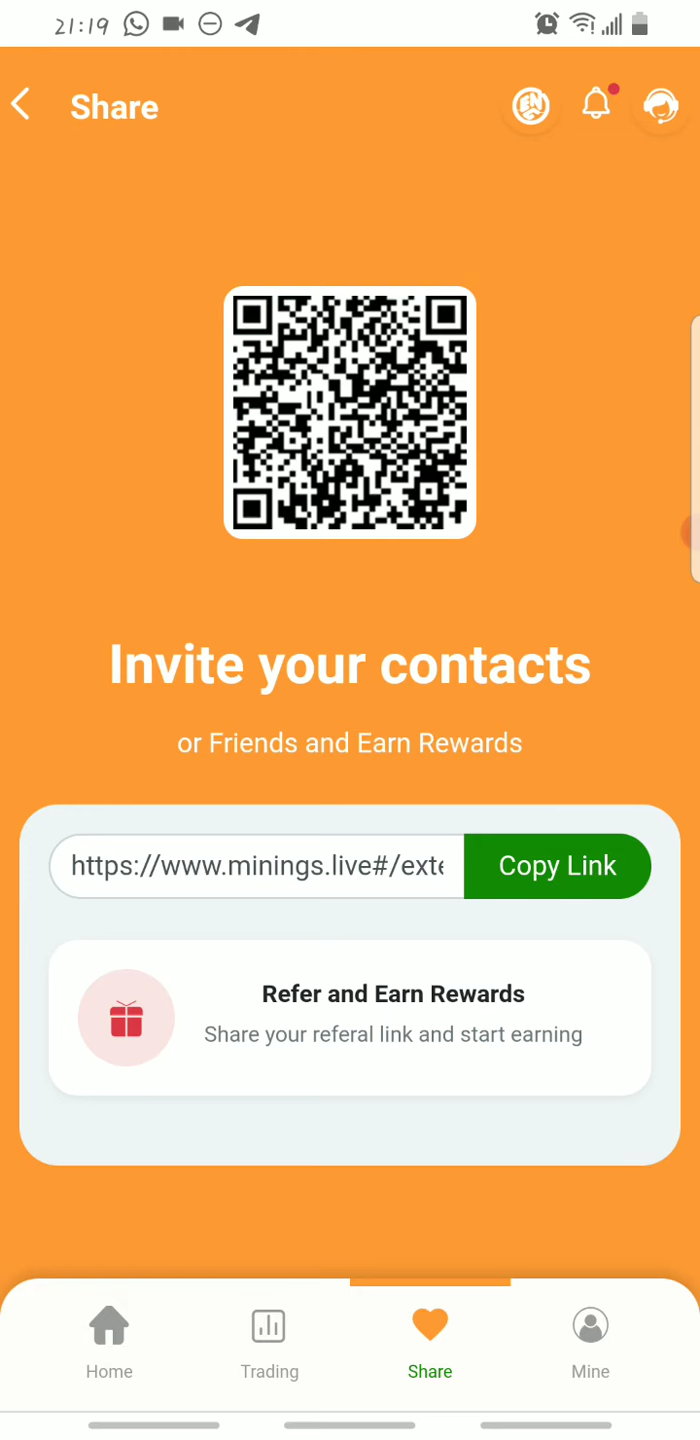 21:19
Share
EN
Invite your contacts
or Friends and Earn Rewards
https://www.minings.live#/exte
Copy Link
Refer and Earn Rewards
Share your referal link and start earning
Home
Trading
Share
Mine